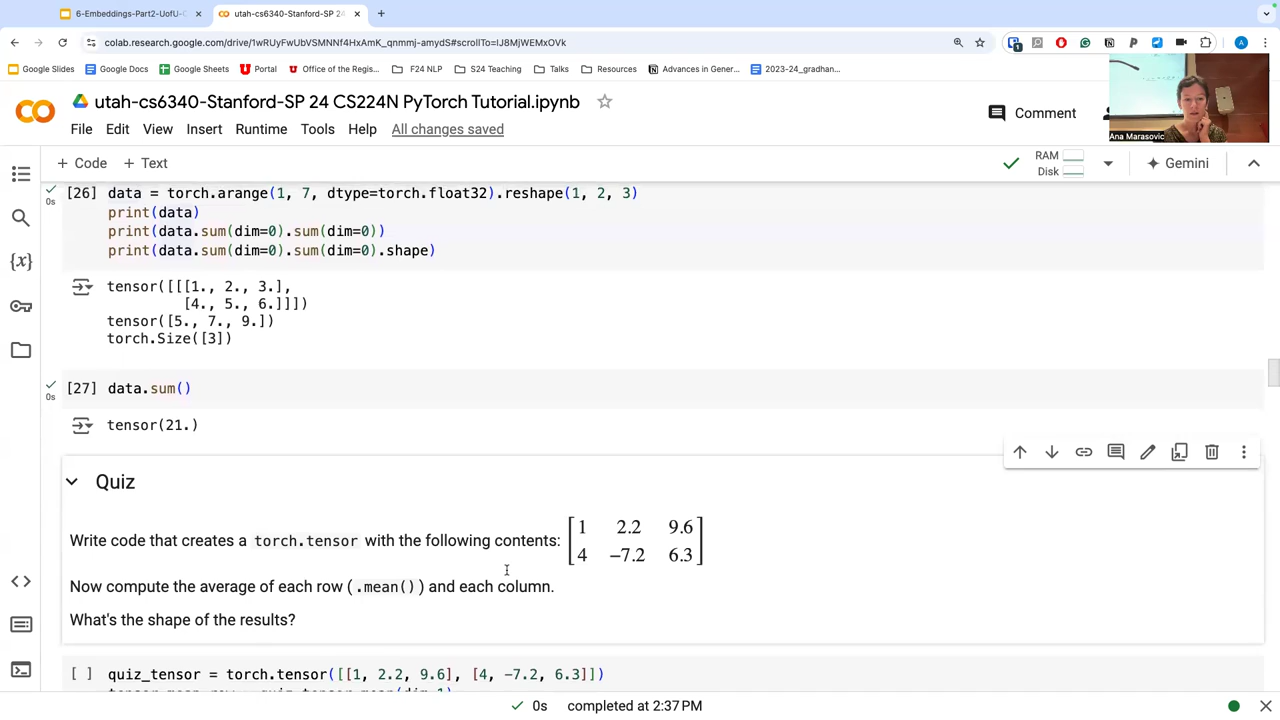 6-Embeddings-Part2-UofU-
utah-cs6340-Stanford-SP 24
colab.research.google.com/drive/1wRUyFwUbVSMNNf4HxAmK_qnmmj-amydS#scrollTo=IJ8MjWEMxOVk
Google Slides
Google Docs
Google Sheets
Portal
Office of the Regis...
F24 NLP
S24 Teaching
Talks
Resources
Advances in Gener...
2023-24_gradhan...
utah-cs6340-Stanford-SP 24 CS224N PyTorch Tutorial.ipynb
File Edit View Insert Runtime Tools Help All changes saved
Comment
Ana Marasovic
+ Code + Text
RAM
Disk
Gemini
[26] data = torch.arange(1, 7, dtype=torch.float32).reshape(1, 2, 3)
0s
print(data)
print(data.sum(dim=0).sum(dim=0))
print(data.sum(dim=0).sum(dim=0).shape)
tensor([[[1., 2., 3.],
[4., 5., 6.]]])
tensor([5., 7., 9.])
torch.Size([3])
[27] data.sum()
0s
tensor(21.)
Quiz
Write code that creates a torch.tensor with the following contents: [1 2.2 9.6
4 −7.2 6.3]
Now compute the average of each row (.mean()) and each column.
What's the shape of the results?
[ ] quiz_tensor = torch.tensor([[1, 2.2, 9.6], [4, -7.2, 6.3]])
0s completed at 2:37 PM